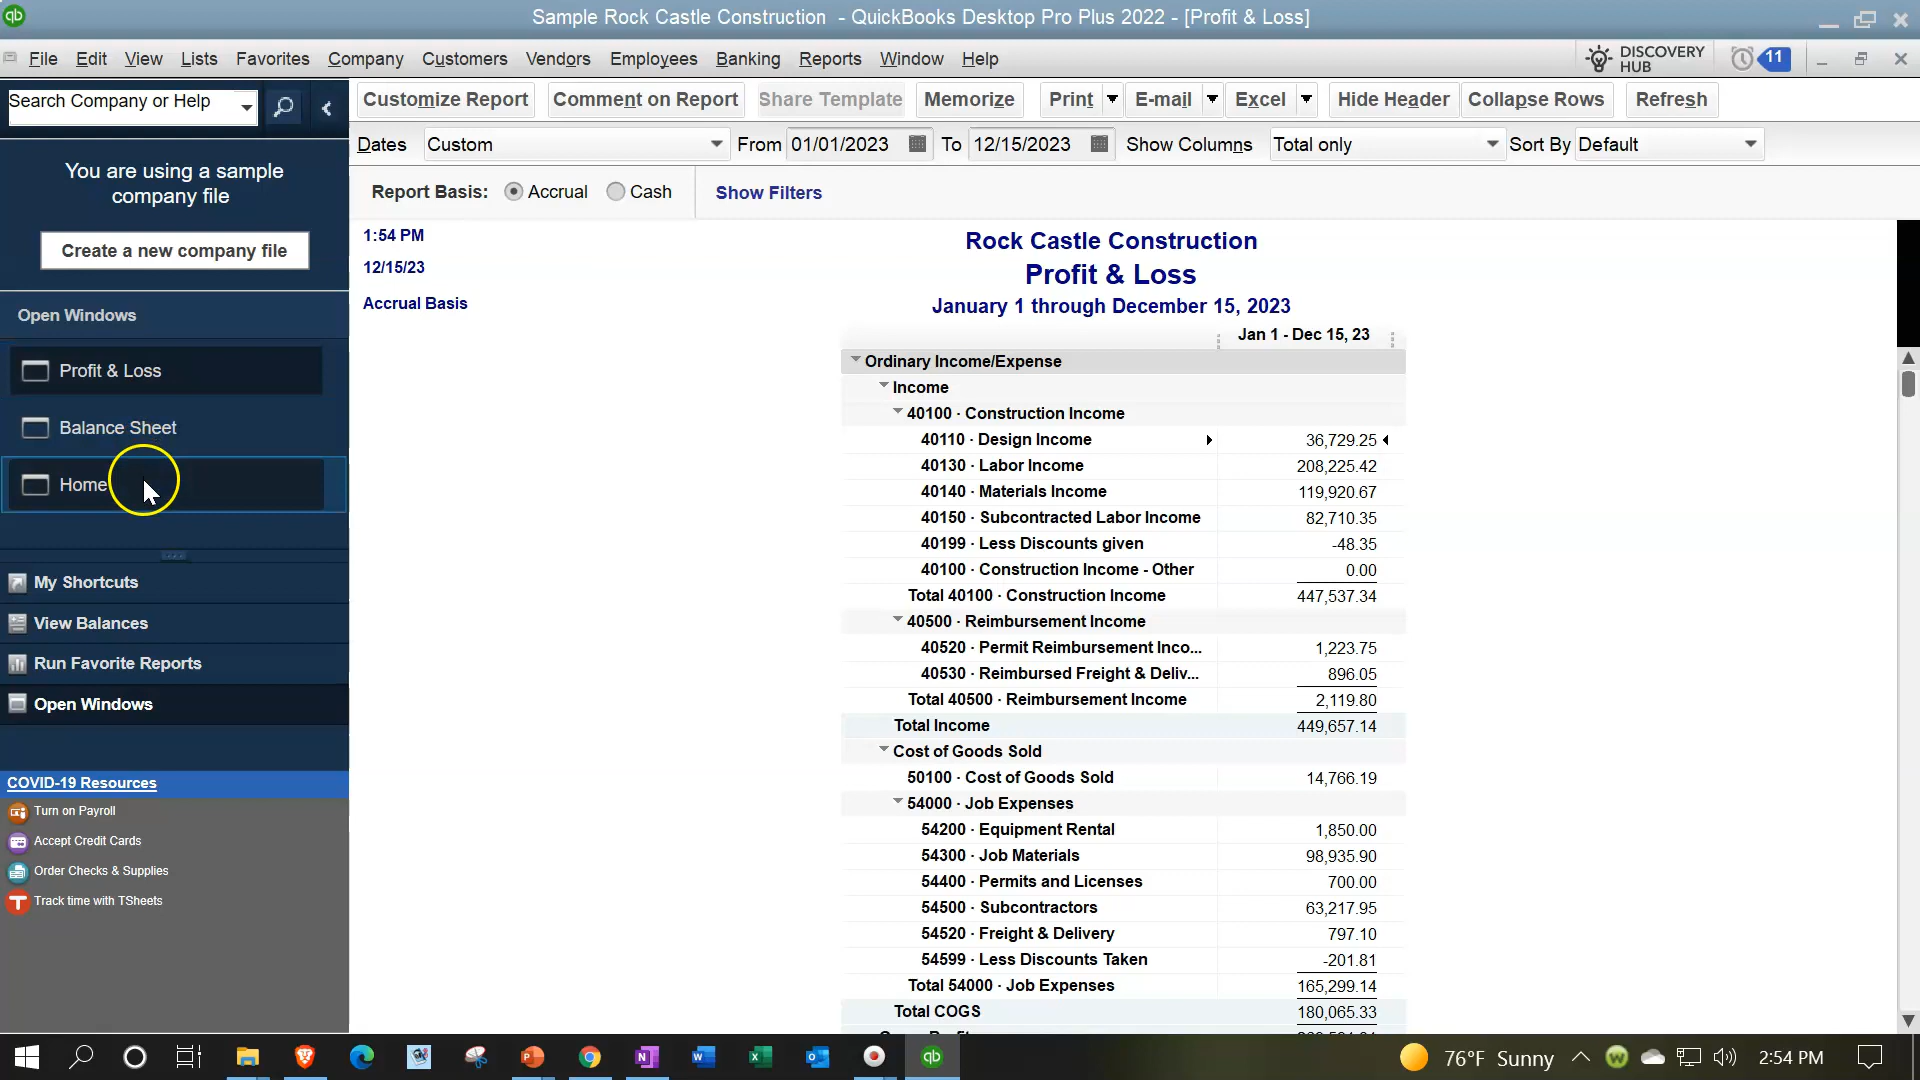 Sample Rock Castle Construction - QuickBooks Desktop Pro Plus 2022 - [Profit & Loss]
File Edit View Lists Favorites Company Customers Vendors Employees Banking Reports Window Help
DISCOVERY HUB
11
Search Company or Help
Customize Report Comment on Report Share Template Memorize Print E-mail Excel Hide Header Collapse Rows Refresh
Dates Custom From 01/01/2023 To 12/15/2023 Show Columns Total only Sort By Default
Report Basis: Accrual Cash Show Filters
You are using a sample
company file
Create a new company file
Open Windows
Profit & Loss
Balance Sheet
Home
My Shortcuts
View Balances
Run Favorite Reports
Open Windows
COVID-19 Resources
Turn on Payroll
Accept Credit Cards
Order Checks & Supplies
Track time with TSheets
1:54 PM
12/15/23
Accrual Basis
Rock Castle Construction
Profit & Loss
January 1 through December 15, 2023
Jan 1 - Dec 15, 23
Ordinary Income/Expense
Income
40100 · Construction Income
40110 · Design Income 36,729.25
40130 · Labor Income 208,225.42
40140 · Materials Income 119,920.67
40150 · Subcontracted Labor Income 82,710.35
40199 · Less Discounts given -48.35
40100 · Construction Income - Other 0.00
Total 40100 · Construction Income 447,537.34
40500 · Reimbursement Income
40520 · Permit Reimbursement Inco... 1,223.75
40530 · Reimbursed Freight & Deliv... 896.05
Total 40500 · Reimbursement Income 2,119.80
Total Income 449,657.14
Cost of Goods Sold
50100 · Cost of Goods Sold 14,766.19
54000 · Job Expenses
54200 · Equipment Rental 1,850.00
54300 · Job Materials 98,935.90
54400 · Permits and Licenses 700.00
54500 · Subcontractors 63,217.95
54520 · Freight & Delivery 797.10
54599 · Less Discounts Taken -201.81
Total 54000 · Job Expenses 165,299.14
Total COGS 180,065.33
76°F Sunny
2:54 PM